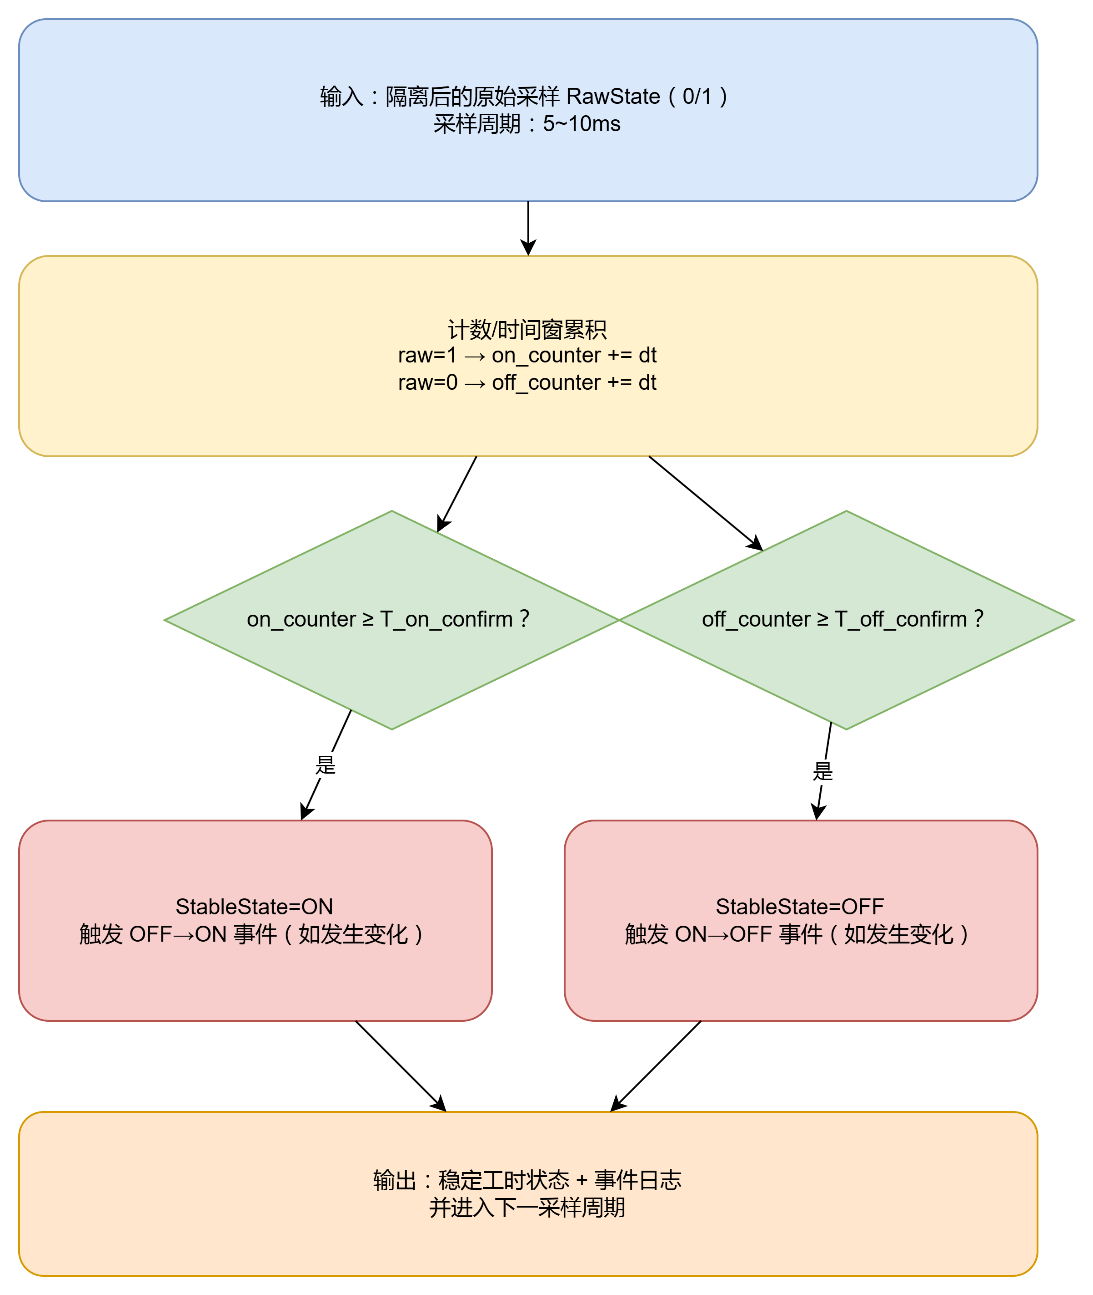 输入：隔离后的原始采样 RawState（0/1）
采样周期：5~10ms
计数/时间窗累积
raw=1 → on_counter += dt
raw=0 → off_counter += dt
on_counter ≥ T_on_confirm？
off_counter ≥ T_off_confirm？
是
是
StableState=ON
触发 OFF→ON 事件（如发生变化）
StableState=OFF
触发 ON→OFF 事件（如发生变化）
输出：稳定工时状态 + 事件日志
并进入下一采样周期